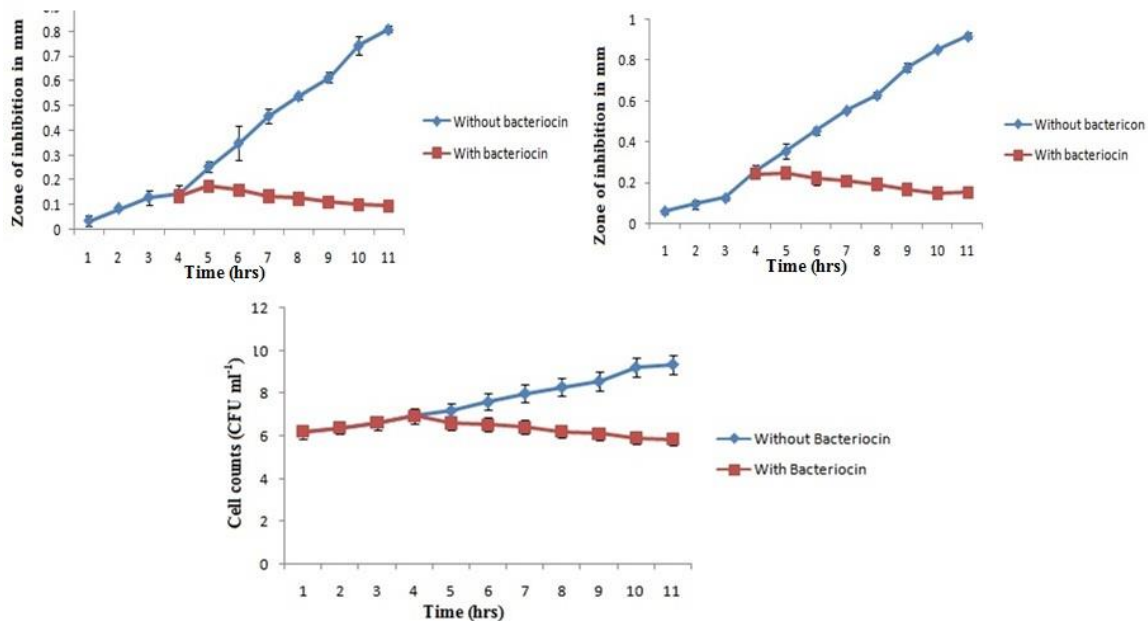 Zone of inhibition in mm
0.9
0.8
0.7
0.6
0.5
0.4
0.3
0.2
0.1
0
1 2 3 4 5 6 7 8 9 10 11
Time (hrs)
Without bacteriocin
With bacteriocin
Zone of inhibition in mm
1
0.8
0.6
0.4
0.2
0
1 2 3 4 5 6 7 8 9 10 11
Time (hrs)
Without bactericon
With bacteriocin
Cell counts (CFU ml-1)
12
10
8
6
4
2
0
1 2 3 4 5 6 7 8 9 10 11
Time (hrs)
Without Bacteriocin
With Bacteriocin